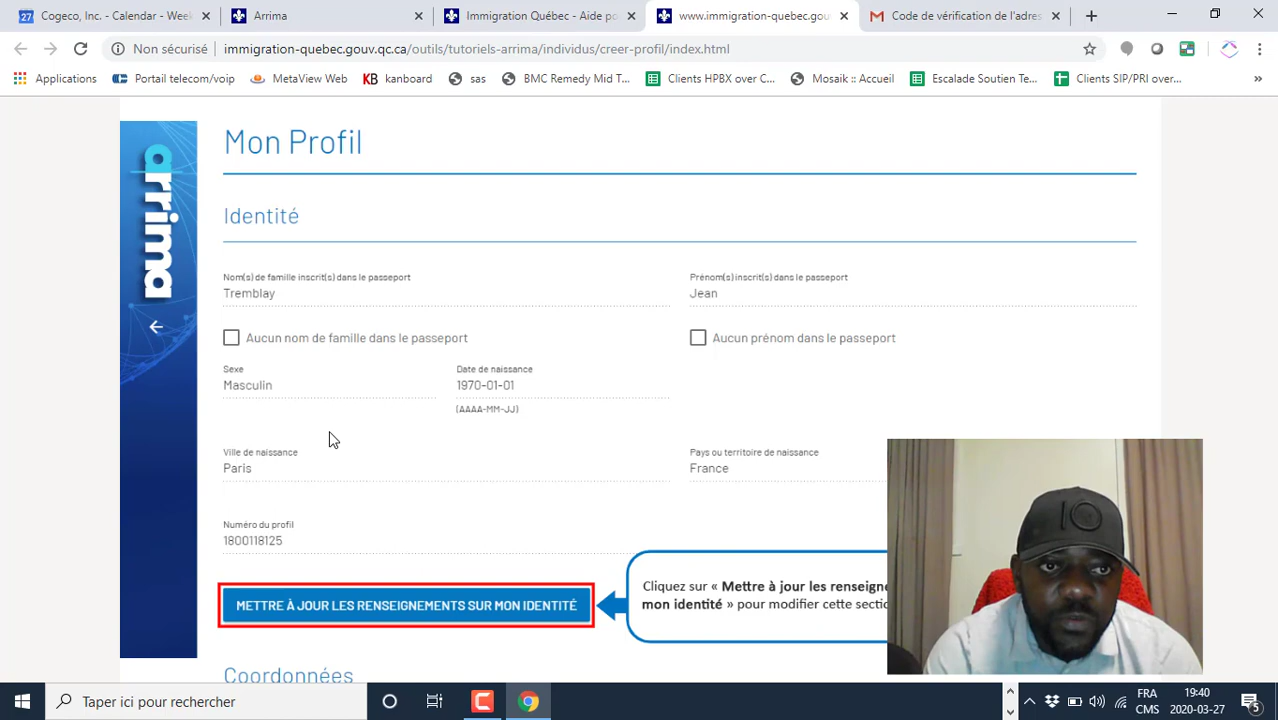 Cogeco, Inc. - Calendar - Week
Arrima
Immigration Québec - Aide po
www.immigration-quebec.gouv
Code de vérification de l'adres
Non sécurisé
immigration-quebec.gouv.qc.ca/outils/tutoriels-arrima/individus/creer-profil/index.html
Applications
Portail telecom/voip
MetaView Web
KB kanboard
sas
BMC Remedy Mid T...
Clients HPBX over C...
Mosaik :: Accueil
Escalade Soutien Te...
Clients SIP/PRI over...
»
arrima
Mon Profil
Identité
Nom(s) de famille inscrit(s) dans le passeport
Tremblay
Prénom(s) inscrit(s) dans le passeport
Jean
Aucun nom de famille dans le passeport
Aucun prénom dans le passeport
Sexe
Masculin
Date de naissance
1970-01-01
(AAAA-MM-JJ)
Ville de naissance
Paris
Pays ou territoire de naissance
France
Numéro du profil
1800118125
METTRE À JOUR LES RENSEIGNEMENTS SUR MON IDENTITÉ
Cliquez sur « Mettre à jour les renseigne
mon identité » pour modifier cette secti
Coordonnées
Taper ici pour rechercher
FRA
CMS
19:40
2020-03-27
5